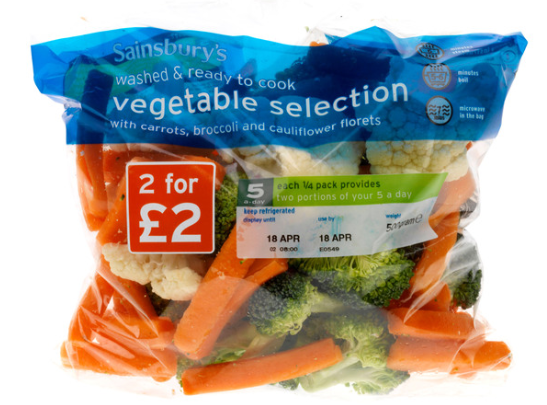 Sainsbury's
washed & ready to cook
vegetable selection
with carrots, broccoli and cauliflower florets
minutes
boil
microwave
in the bag
2 for
£2
5
a-day
each ¼ pack provides
two portions of your 5 a day
keep refrigerated
display until
use by
weight
500gram e
18 APR
18 APR